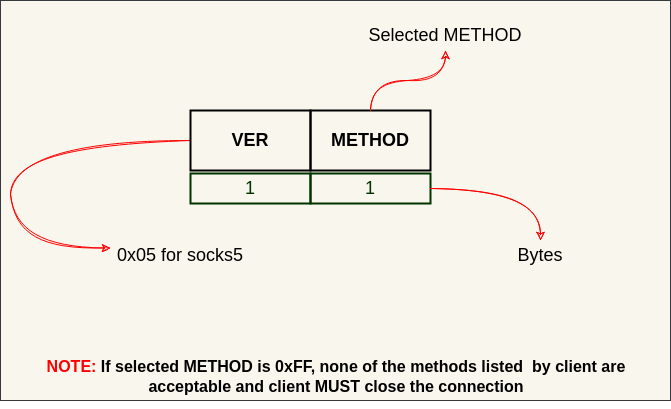 Selected METHOD
VER METHOD
1 1
0x05 for socks5
Bytes
NOTE: If selected METHOD is 0xFF, none of the methods listed by client are
acceptable and client MUST close the connection